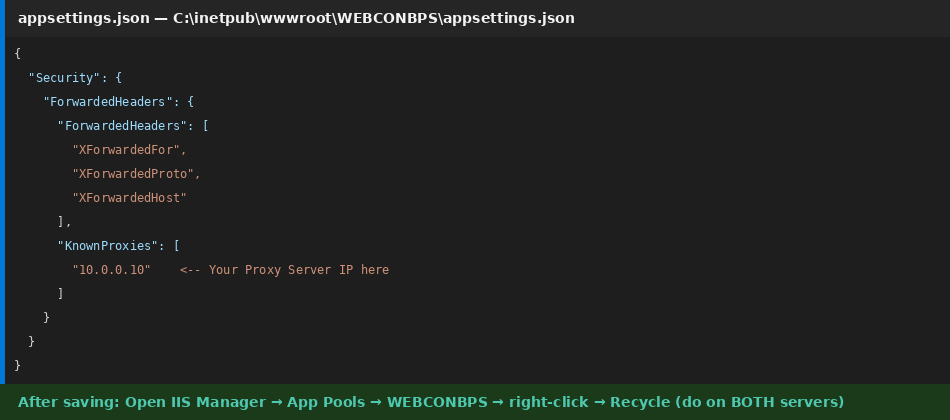 appsettings.json — C:\inetpub\wwwroot\WEBCONBPS\appsettings.json
{
  "Security": {
    "ForwardedHeaders": {
      "ForwardedHeaders": [
        "XForwardedFor",
        "XForwardedProto",
        "XForwardedHost"
      ],
      "KnownProxies": [
        "10.0.0.10"    <-- Your Proxy Server IP here
      ]
    }
  }
}
After saving: Open IIS Manager → App Pools → WEBCONBPS → right-click → Recycle (do on BOTH servers)